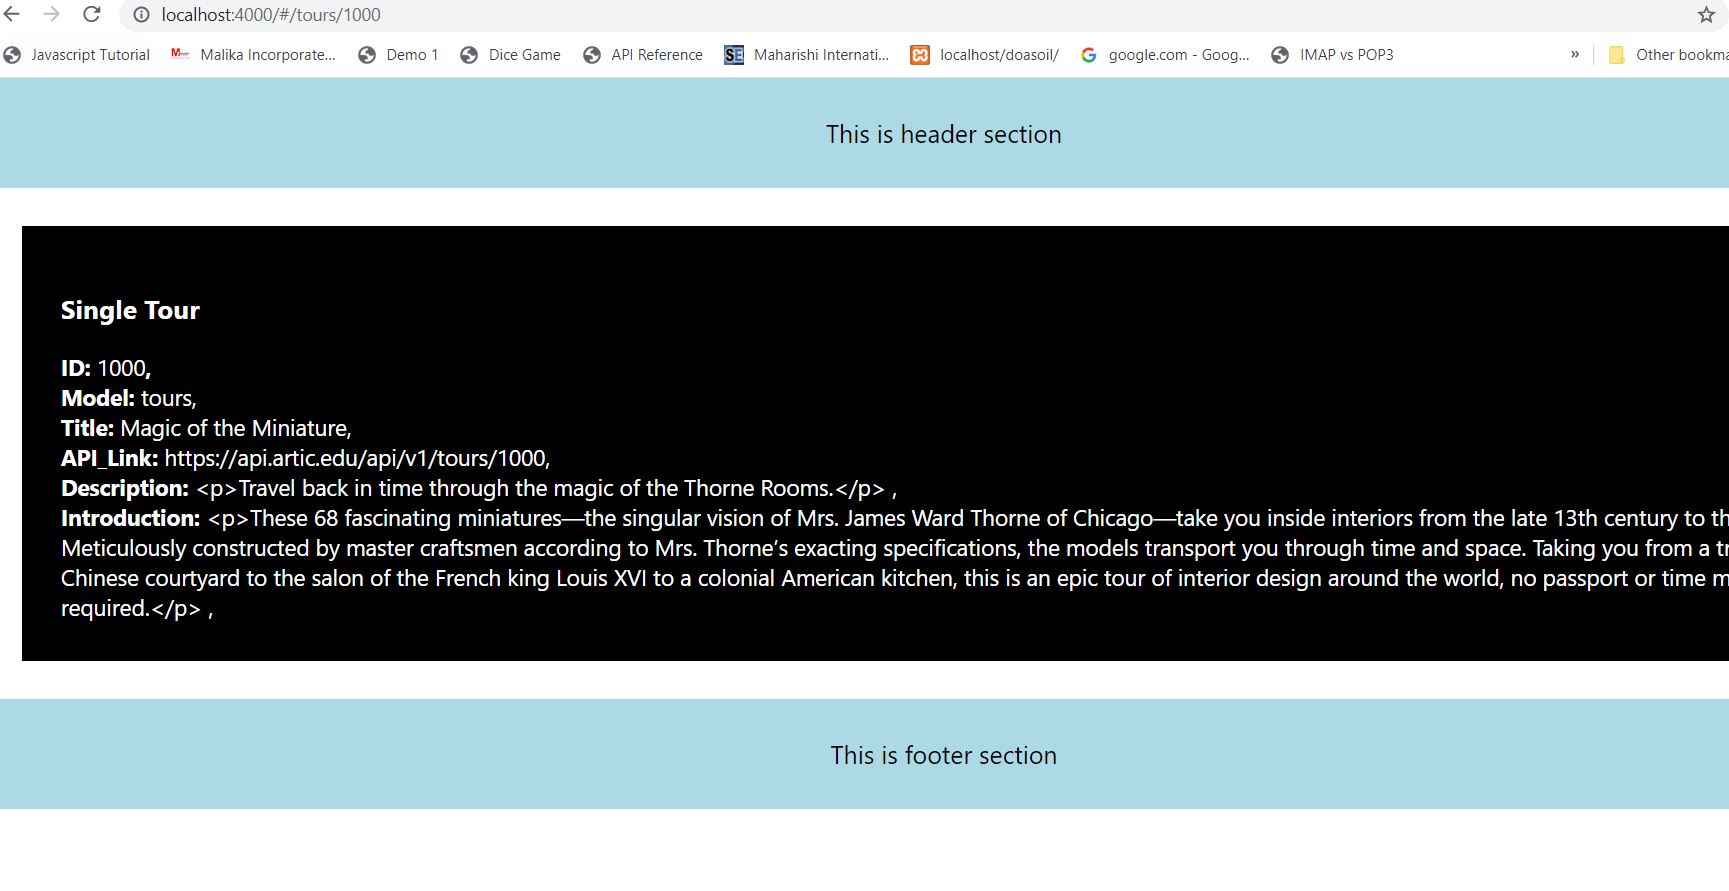 localhost:4000/#/tours/1000
Javascript Tutorial Malika Incorporate... Demo 1 Dice Game API Reference SE Maharishi Internati... localhost/doasoil/ G google.com - Goog... IMAP vs POP3 » Other bookma
This is header section
Single Tour
ID: 1000,
Model: tours,
Title: Magic of the Miniature,
API_Link: https://api.artic.edu/api/v1/tours/1000,
Description: <p>Travel back in time through the magic of the Thorne Rooms.</p> ,
Introduction: <p>These 68 fascinating miniatures—the singular vision of Mrs. James Ward Thorne of Chicago—take you inside interiors from the late 13th century to th
Meticulously constructed by master craftsmen according to Mrs. Thorne’s exacting specifications, the models transport you through time and space. Taking you from a tr
Chinese courtyard to the salon of the French king Louis XVI to a colonial American kitchen, this is an epic tour of interior design around the world, no passport or time m
required.</p> ,
This is footer section